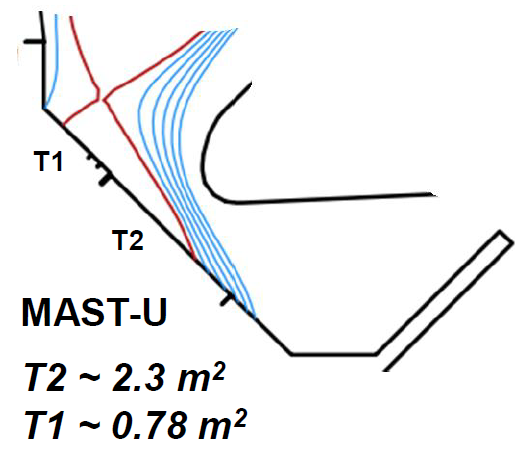 T1
T2
MAST-U
T2 ~ 2.3 m²
T1 ~ 0.78 m²